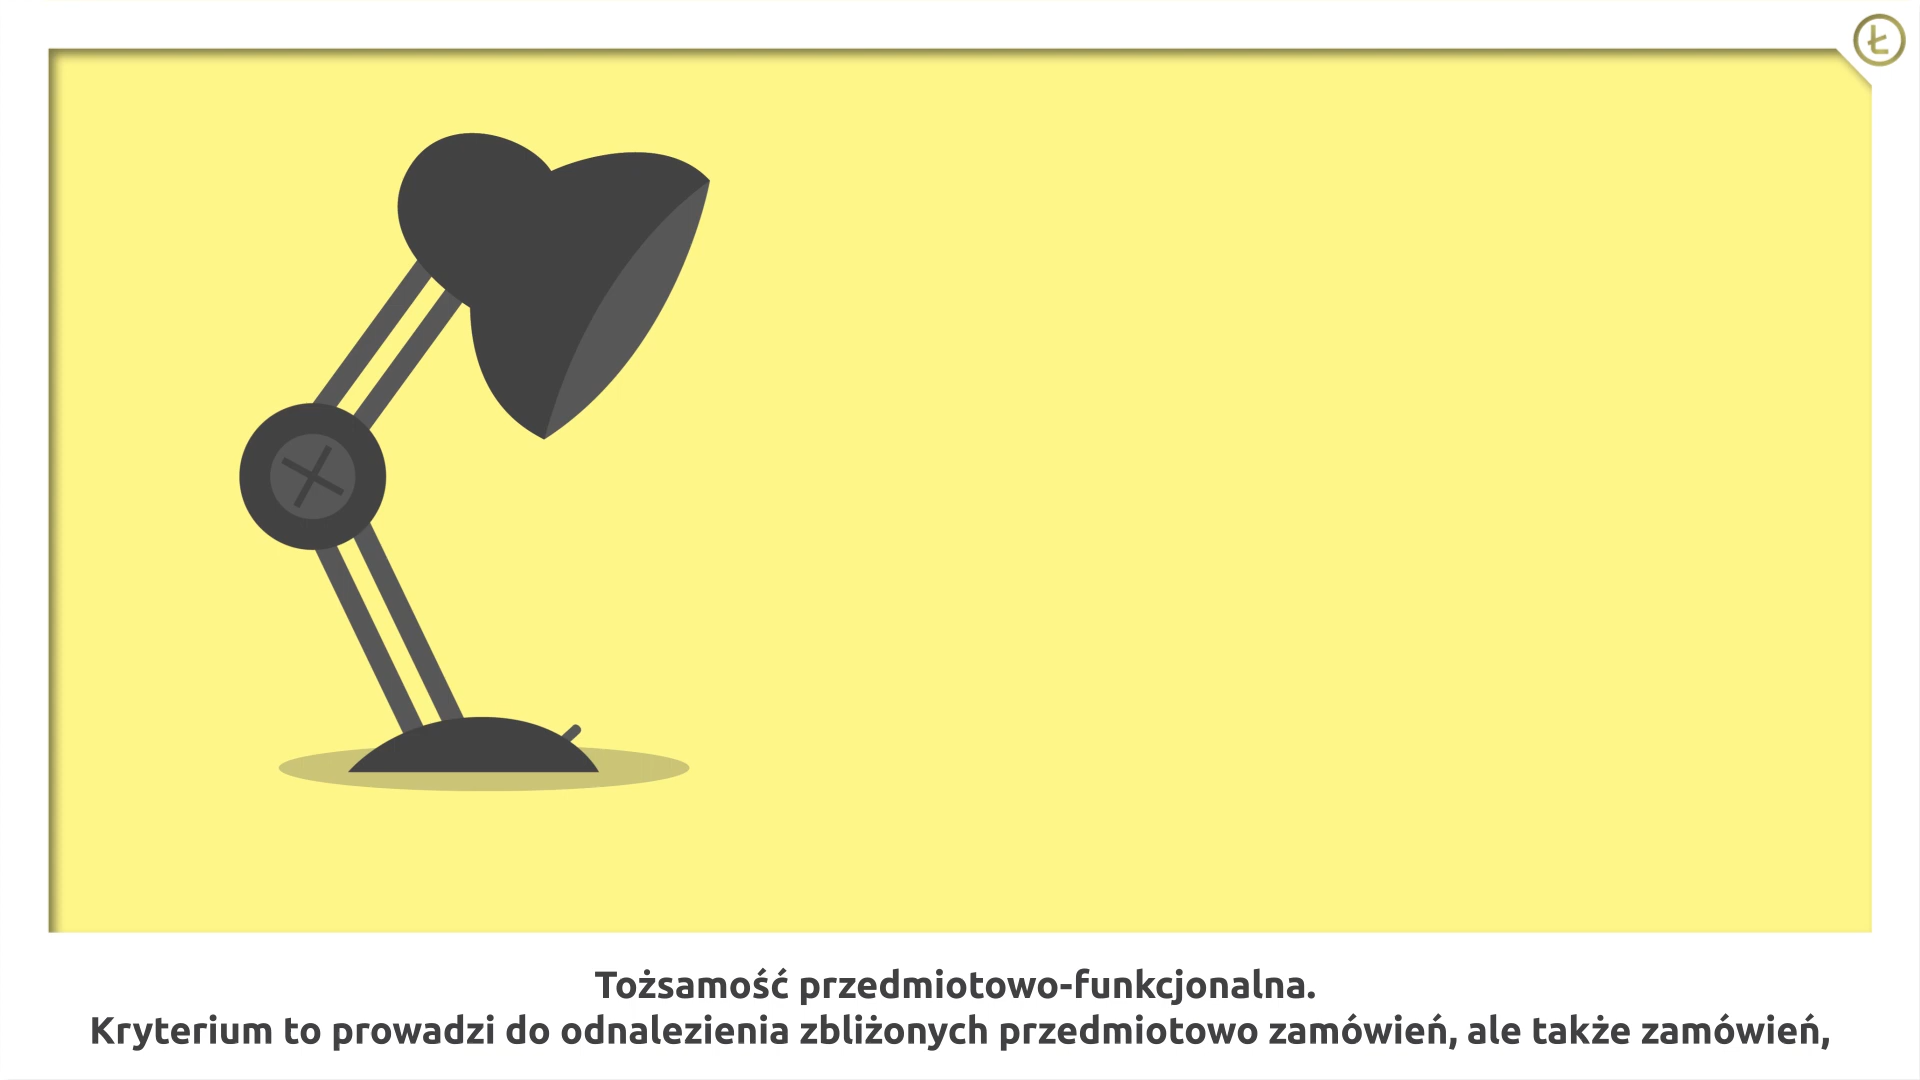 Ł
Tożsamość przedmiotowo-funkcjonalna.
Kryterium to prowadzi do odnalezienia zbliżonych przedmiotowo zamówień, ale także zamówień,